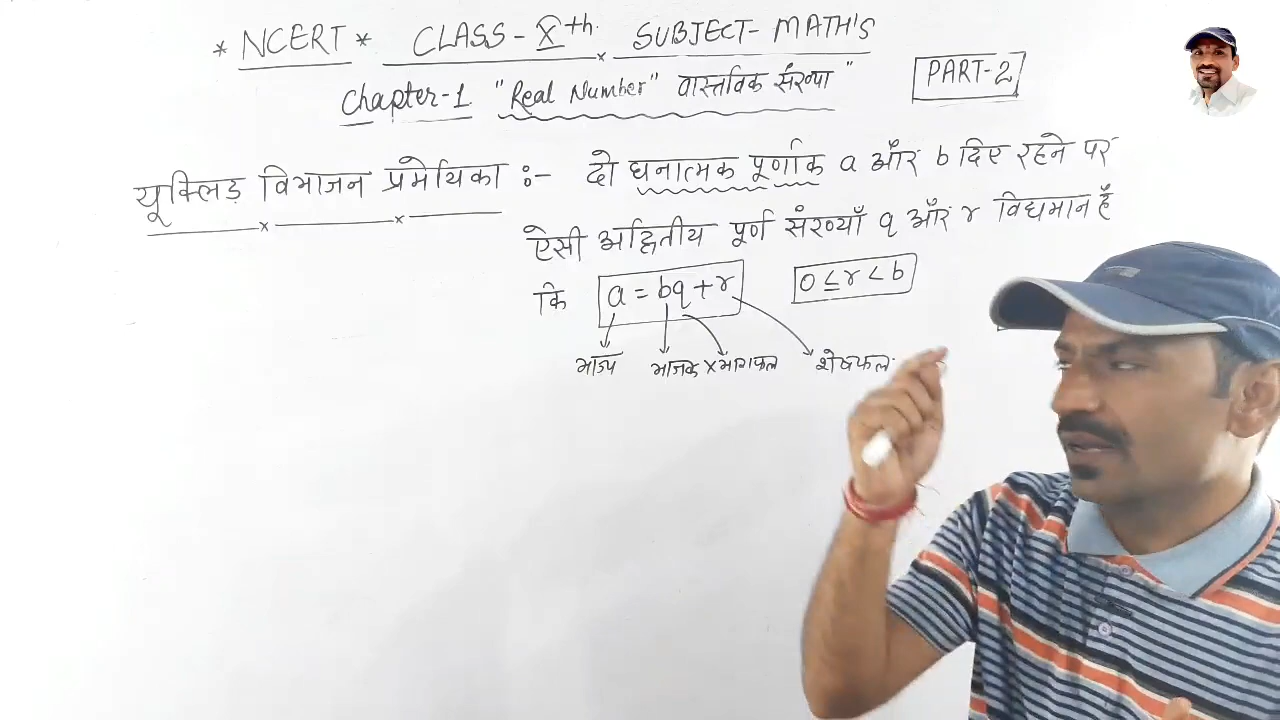 * NCERT * CLASS - Xth. SUBJECT - MATH'S
Chapter-1. "Real Number" वास्तविक संख्या" PART-2
यूक्लिड़ विभाजन प्रमेयिका :- दो धनात्मक पूर्णांक a और b दिए रहने पर
ऐसी अद्वितीय पूर्ण संख्याँ q और r विद्यमान हैं
कि a = bq + r 0 ≤ r < b
भाज्य भाजक × भागफल शेषफल